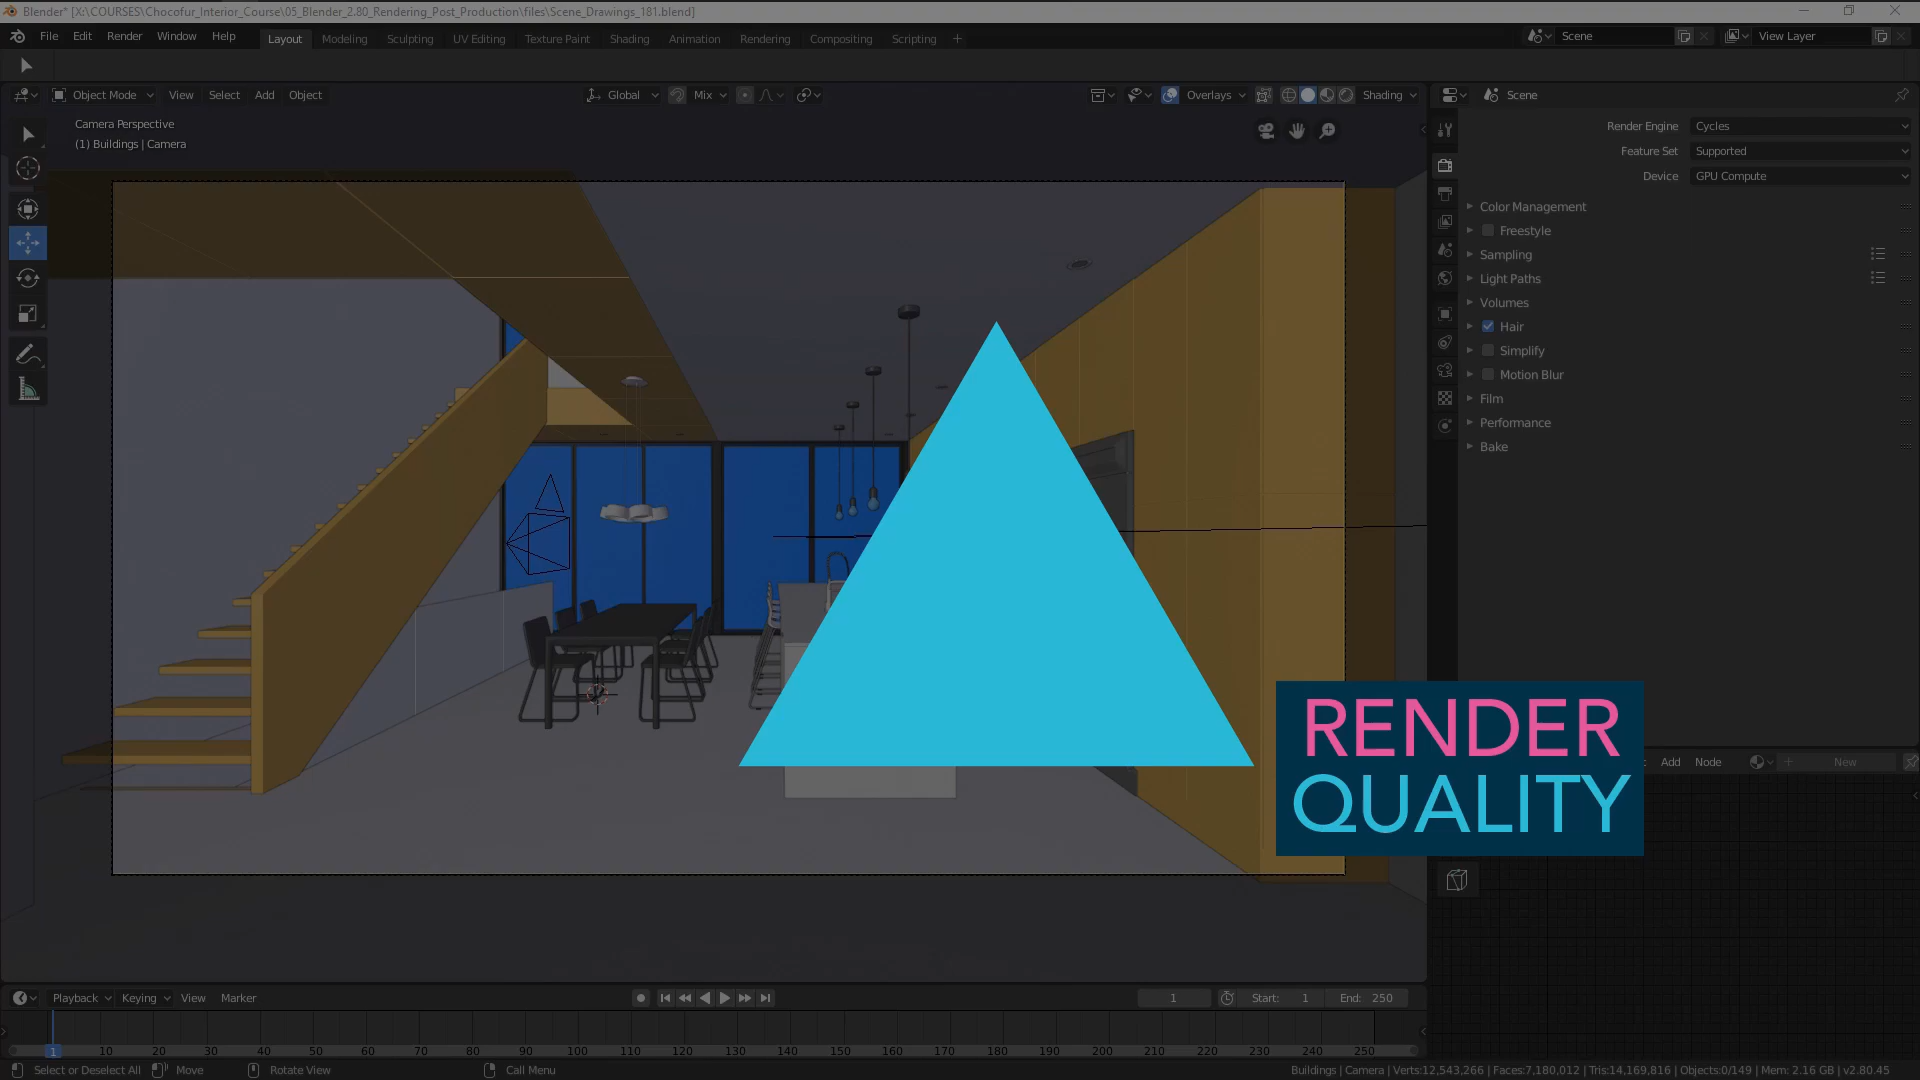 Blender* [X:\COURSES\Chocofur_Interior_Course\05_Blender_2.80_Rendering_Post_Production\files\Scene_Drawings_181.blend]
File Edit Render Window Help Layout Modeling Sculpting UV Editing Texture Paint Shading Animation Rendering Compositing Scripting + Scene View Layer
Object Mode View Select Add Object Global Mix Overlays Shading Scene
Camera Perspective
(1) Buildings | Camera
Render Engine Cycles
Feature Set Supported
Device GPU Compute
Color Management
Freestyle
Sampling
Light Paths
Volumes
Hair
Simplify
Motion Blur
Film
Performance
Bake
RENDER
QUALITY
Add Node New
Playback Keying View Marker 1 Start: 1 End: 250
1 10 20 30 40 50 60 70 80 90 100 110 120 130 140 150 160 170 180 190 200 210 220 230 240 250
Select or Deselect All Move Rotate View Call Menu Buildings | Camera | Verts:12,543,266 | Faces:7,180,012 | Tris:14,169,816 | Objects:0/149 | Mem: 2.16 GB | v2.80.45